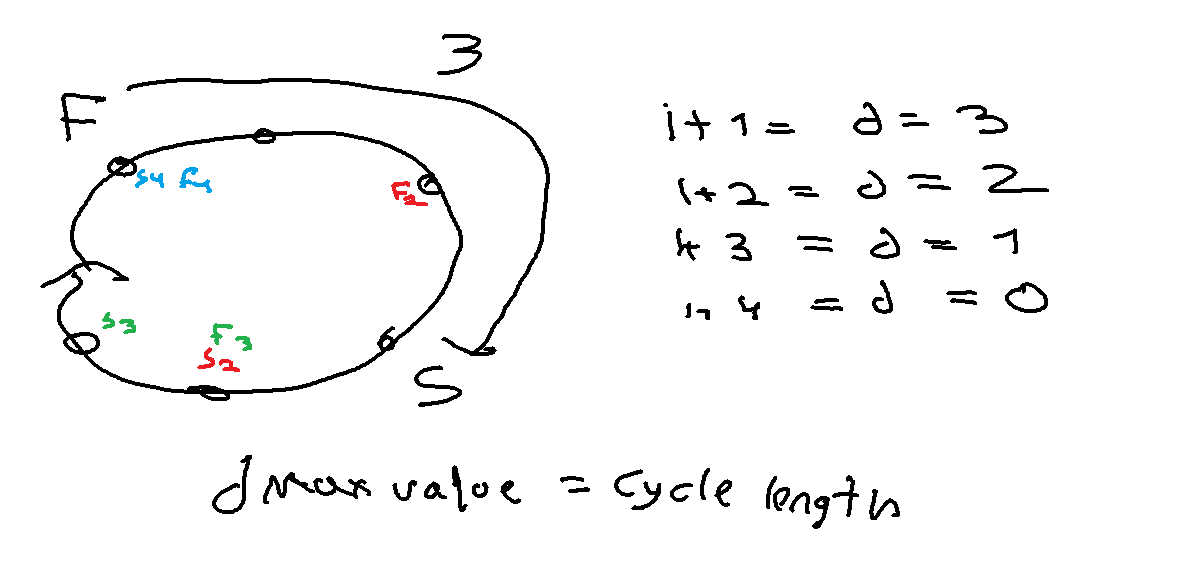 3
F
S4 F4
F2
S3
F3
S2
S
i+1= d= 3
i+2 = d = 2
3 = d = 1
4 = d = 0
d max value = cycle length